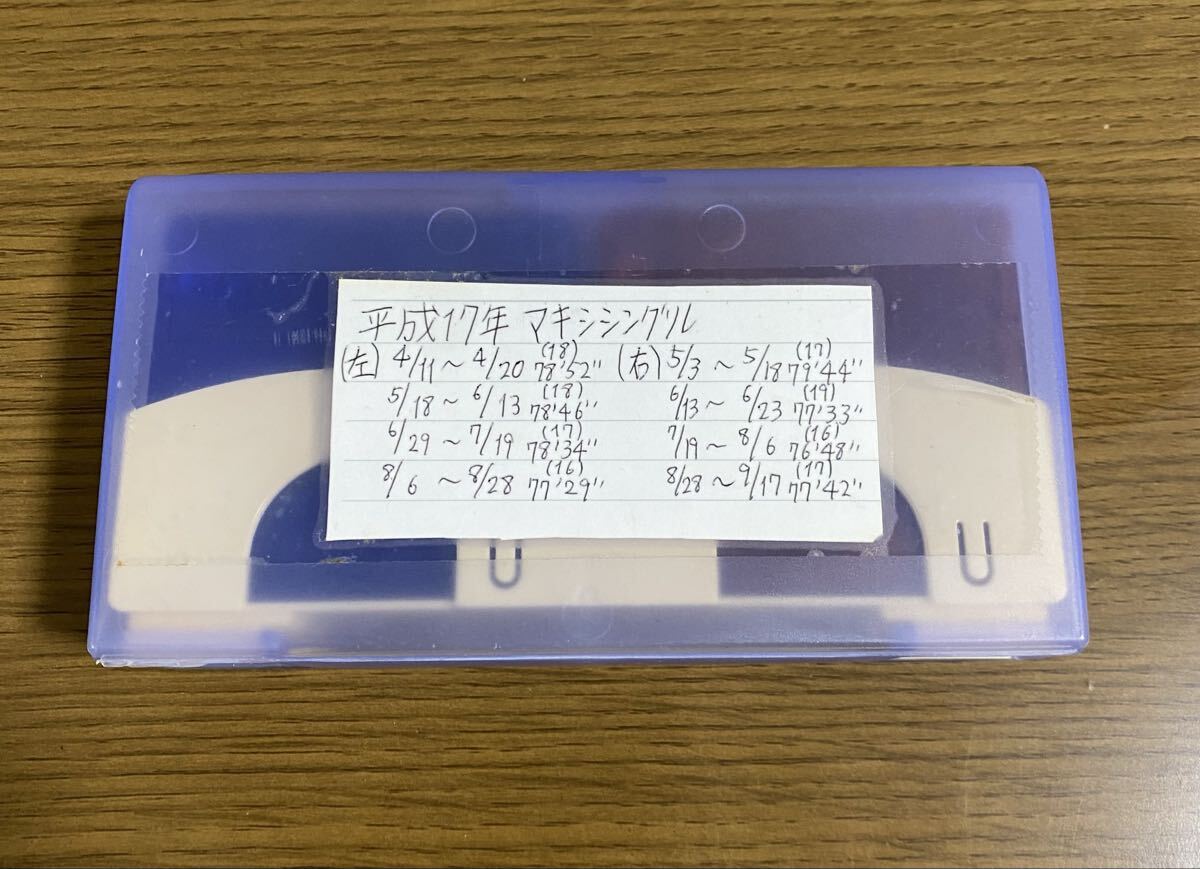 平成17年 マキシシングル
(左) 4/11～4/20 (18) 78'52" (右) 5/3～5/18 (17) 79'44"
5/18～6/13 (18) 78'46" 6/13～6/23 (19) 77'33"
6/29～7/19 (17) 78'34" 7/19～8/6 (16) 76'48"
8/6～8/28 (16) 77'29" 8/28～9/17 (17) 77'42"